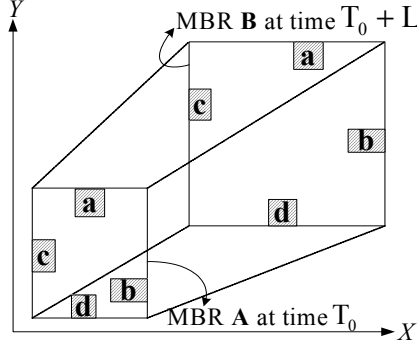 Y
MBR B at time T₀ + L
a
c
b
d
a
c
b
d
MBR A at time T₀
X